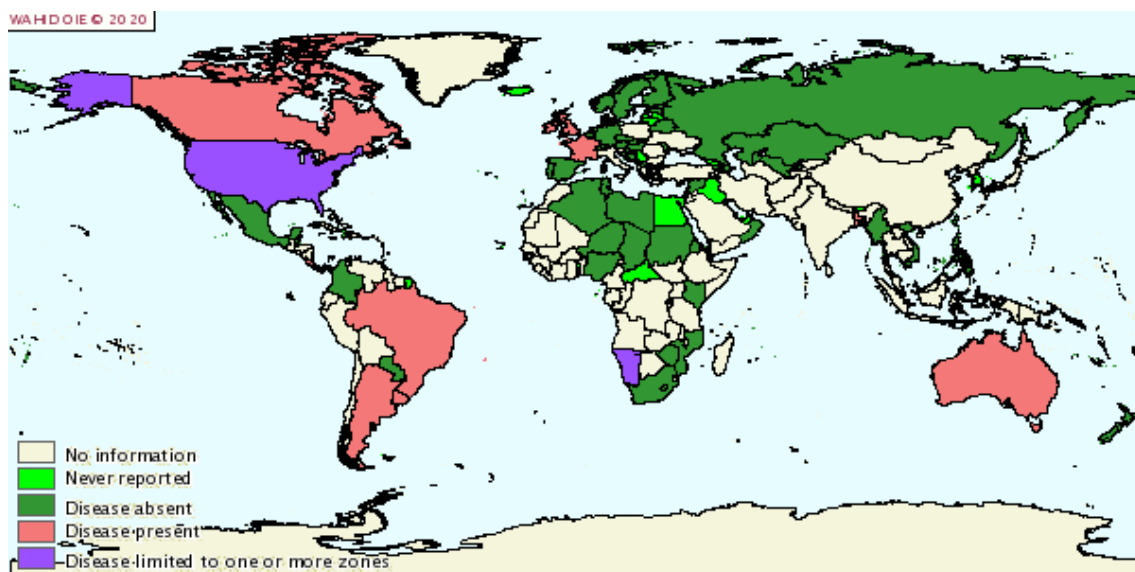 WAHID OIE © 2020
No information
Never reported
Disease absent
Disease present
Disease limited to one or more zones